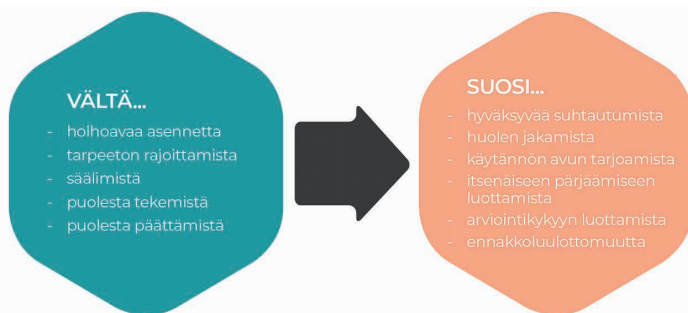 VÄLTÄ...
- holhoavaa asennetta
- tarpeeton rajoittamista
- säälimistä
- puolesta tekemistä
- puolesta päättämistä
SUOSI...
- hyväksyvää suhtautumista
- huolen jakamista
- käytännön avun tarjoamista
- itsenäiseen pärjäämiseen
luottamista
- arviointikykyyn luottamista
- ennakkoluulottomuutta